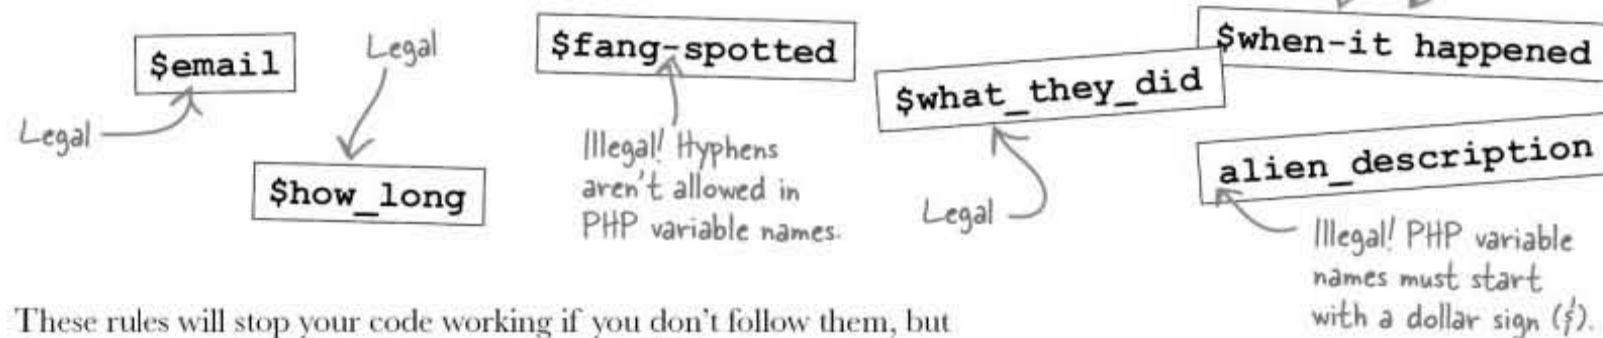 $email
Legal
Legal
$how_long
$fang-spotted
Illegal! Hyphens
aren't allowed in
PHP variable names.
$what_they_did
Legal
$when-it happened
alien_description
Illegal! PHP variable
names must start
with a dollar sign ($).
These rules will stop your code working if you don't follow them, but